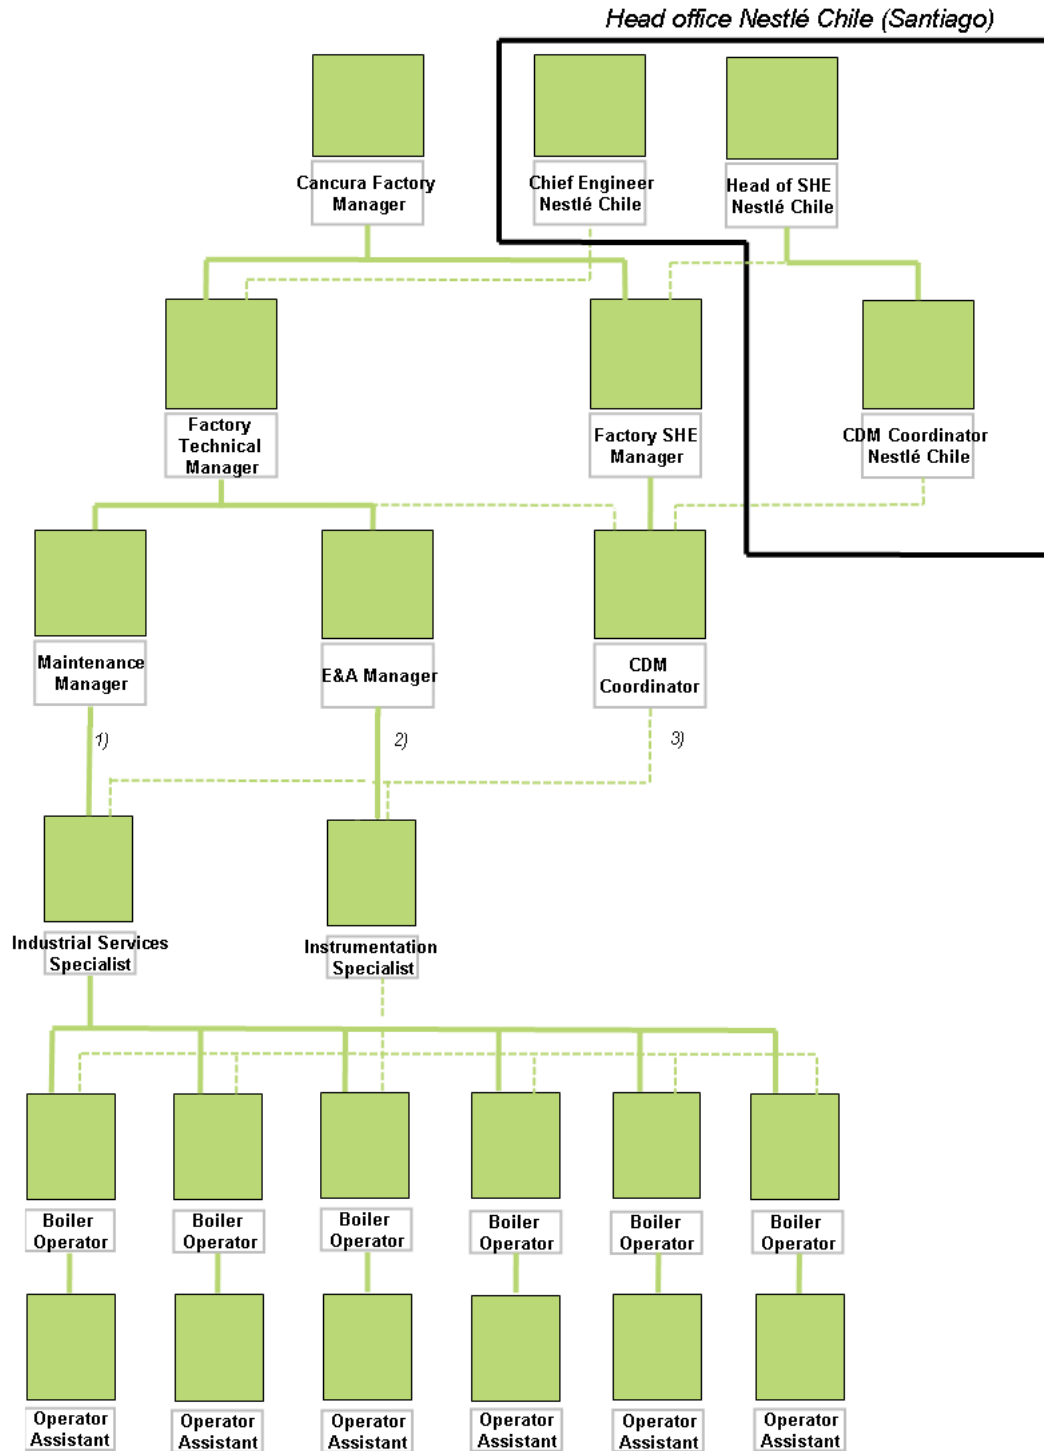 Head office Nestlé Chile (Santiago)
Cancura Factory
Manager
Chief Engineer
Nestlé Chile
Head of SHE
Nestlé Chile
Factory
Technical
Manager
Factory SHE
Manager
CDM Coordinator
Nestlé Chile
Maintenance
Manager
E&A Manager
CDM
Coordinator
1)
2)
3)
Industrial Services
Specialist
Instrumentation
Specialist
Boiler
Operator
Boiler
Operator
Boiler
Operator
Boiler
Operator
Boiler
Operator
Boiler
Operator
Operator
Assistant
Operator
Assistant
Operator
Assistant
Operator
Assistant
Operator
Assistant
Operator
Assistant